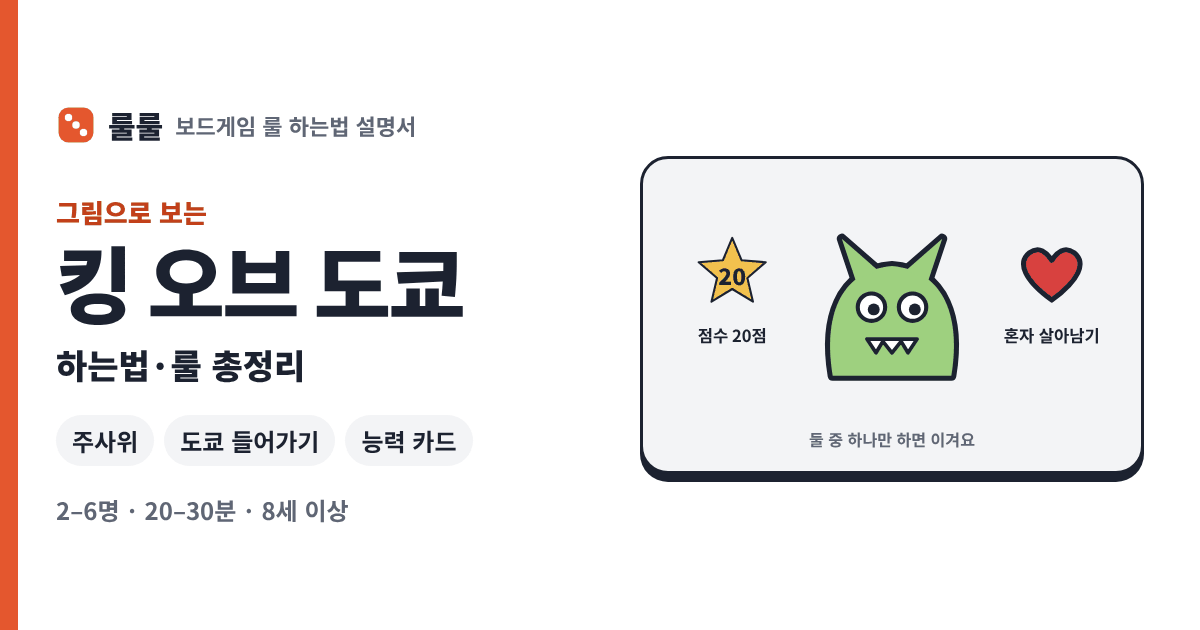 룰룰 보드게임 룰 하는법 설명서
그림으로 보는
킹 오브 도쿄
하는법·룰 총정리
주사위 도쿄 들어가기 능력 카드
2–6명 · 20–30분 · 8세 이상
20
점수 20점
혼자 살아남기
둘 중 하나만 하면 이겨요